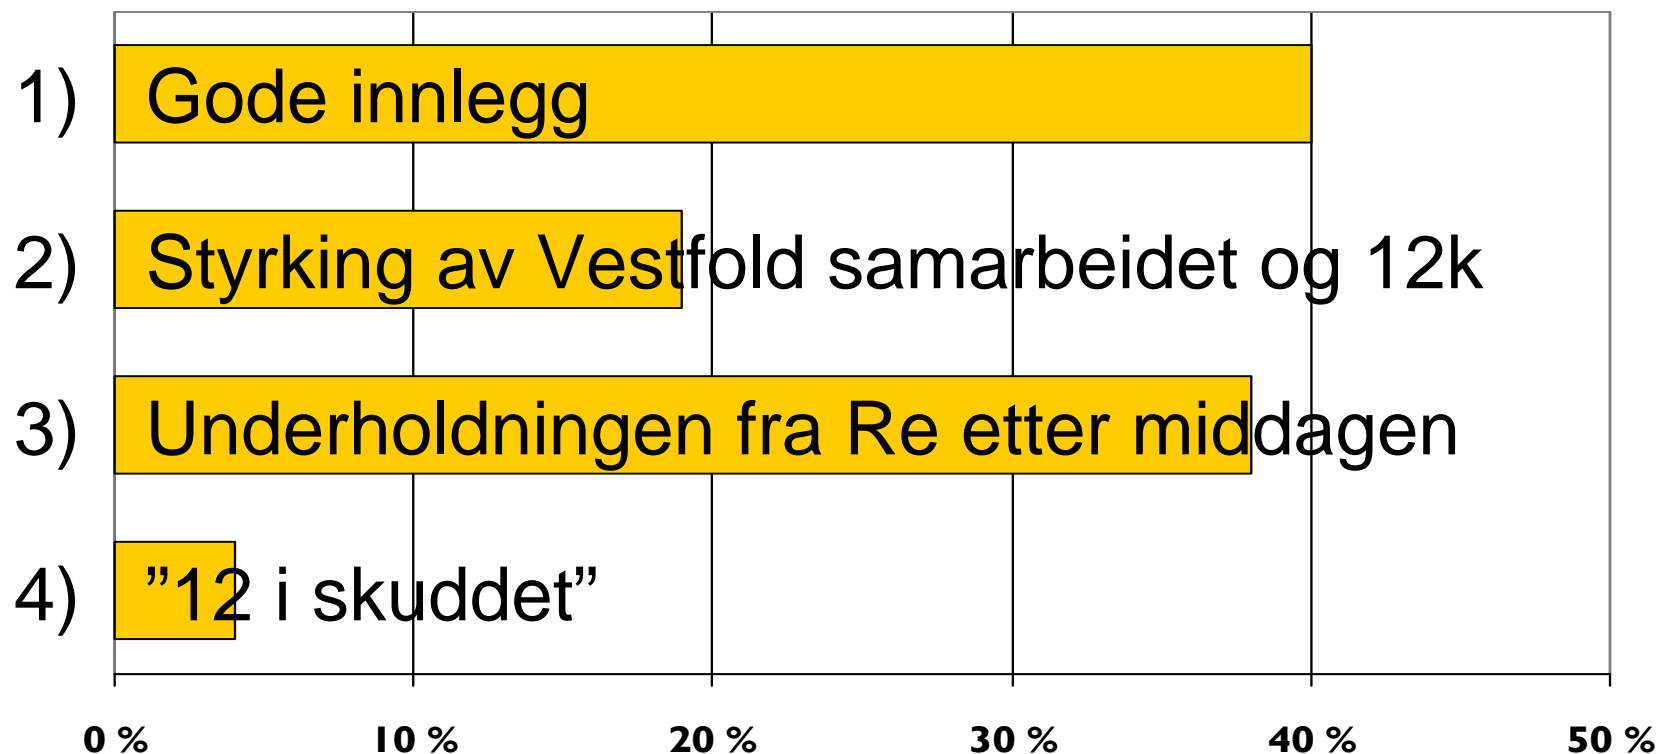 1) Gode innlegg
2) Styrking av Vestfold samarbeidet og 12k
3) Underholdningen fra Re etter middagen
4) ”12 i skuddet”
0 % 10 % 20 % 30 % 40 % 50 %